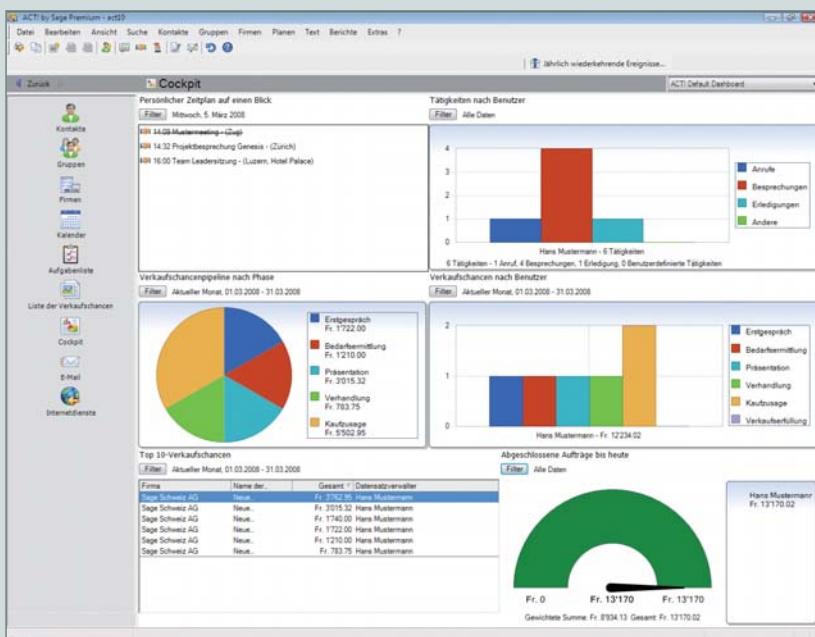 ACT! by Sage Premium - act10
Datei Bearbeiten Ansicht Suche Kontakte Gruppen Firmen Planen Text Berichte Extras ?
Jährlich wiederkehrende Ereignisse...
Zurück
Cockpit
ACT! Default Dashboard
Kontakte
Gruppen
Firmen
Kalender
Aufgabenliste
Liste der Verkaufschancen
Cockpit
E-Mail
Internetdienste
Persönlicher Zeitplan auf einen Blick
Filter Mittwoch, 5. März 2008
14:09 Mustermeeting - (Zug)
14:32 Projektbesprechung Genesis - (Zürich)
16:00 Team Leadersitzung - (Luzern, Hotel Palace)
Tätigkeiten nach Benutzer
Filter Alle Daten
4
3
2
1
0
Anrufe
Besprechungen
Erledigungen
Andere
Hans Mustermann - 6 Tätigkeiten
6 Tätigkeiten - 1 Anruf, 4 Besprechungen, 1 Erledigung, 0 Benutzerdefinierte Tätigkeiten
Verkaufschancenpipeline nach Phase
Filter Aktueller Monat, 01.03.2008 - 31.03.2008
Erstgespräch
Fr. 1'722.00
Bedarfsermittlung
Fr. 1'210.00
Präsentation
Fr. 3'015.32
Verhandlung
Fr. 783.75
Kaufzusage
Fr. 5'502.95
Verkaufschancen nach Benutzer
Filter Aktueller Monat, 01.03.2008 - 31.03.2008
2
1
0
Erstgespräch
Bedarfsermittlung
Präsentation
Verhandlung
Kaufzusage
Verkaufserfüllung
Hans Mustermann - Fr. 12'234.02
Top 10-Verkaufschancen
Filter Aktueller Monat, 01.03.2008 - 31.03.2008
Firma Name der.. Gesamt Datensatzverwalter
Sage Schweiz AG Neue.. Fr. 3'762.95 Hans Mustermann
Sage Schweiz AG Neue.. Fr. 3'015.32 Hans Mustermann
Sage Schweiz AG Neue.. Fr. 1'740.00 Hans Mustermann
Sage Schweiz AG Neue.. Fr. 1'722.00 Hans Mustermann
Sage Schweiz AG Neue.. Fr. 1'210.00 Hans Mustermann
Sage Schweiz AG Neue.. Fr. 783.75 Hans Mustermann
Abgeschlossene Aufträge bis heute
Filter Alle Daten
Hans Mustermann
Fr. 13'170.02
Fr. 0 Fr. 13'170 Fr. 13'170
Gewichtete Summe: Fr. 8'934.13 Gesamt: Fr. 13'170.02